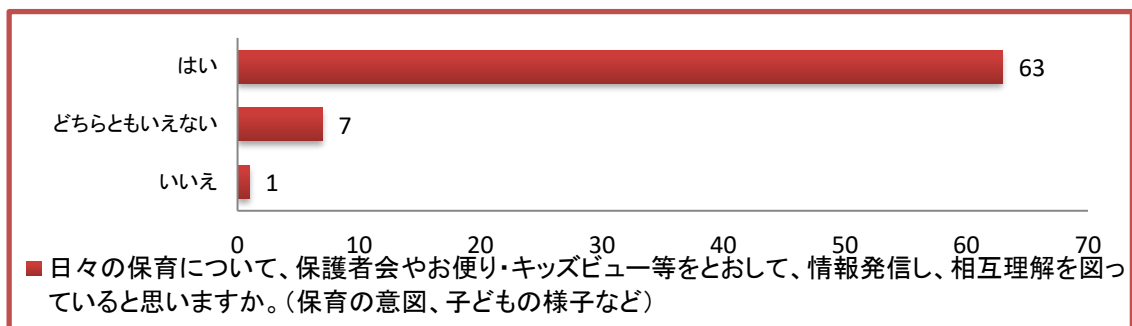 はい 63
どちらともいえない 7
いいえ 1
0 10 20 30 40 50 60 70
日々の保育について、保護者会やお便り・キッズビュー等をとおして、情報発信し、相互理解を図っ
ていると思いますか。（保育の意図、子どもの様子など）